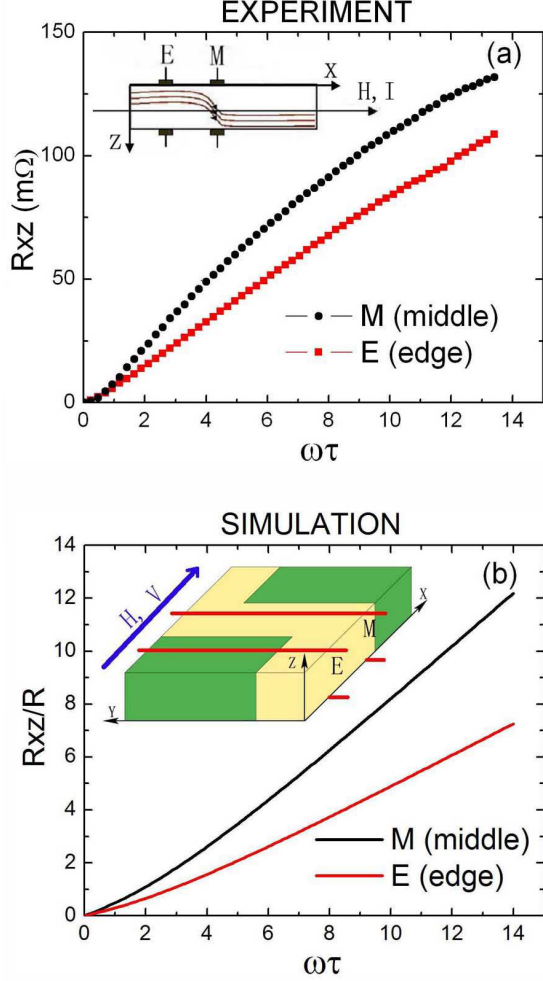 EXPERIMENT
150
(a)
E M
X
H, I
Z
100
Rxz (mΩ)
50
M (middle)
E (edge)
0
0 2 4 6 8 10 12 14
ωτ
SIMULATION
14
(b)
12
H, V
X
M
10
Z E
8
Y
Rxz/R
6
4
M (middle)
2
E (edge)
0
0 2 4 6 8 10 12 14
ωτ